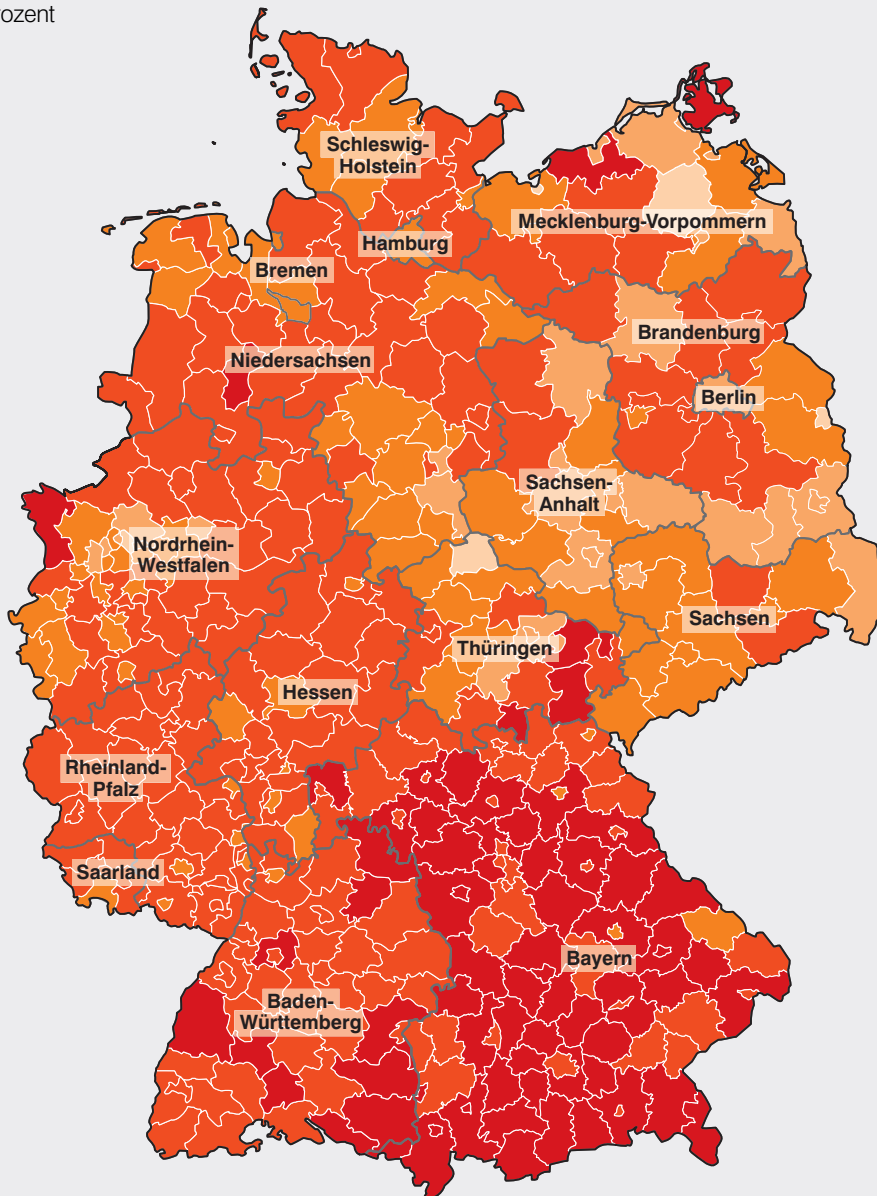 Schleswig-
Holstein
Mecklenburg-Vorpommern
Hamburg
Bremen
Brandenburg
Niedersachsen
Berlin
Sachsen-
Anhalt
Nordrhein-
Westfalen
Sachsen
Thüringen
Hessen
Rheinland-
Pfalz
Saarland
Bayern
Baden-
Württemberg